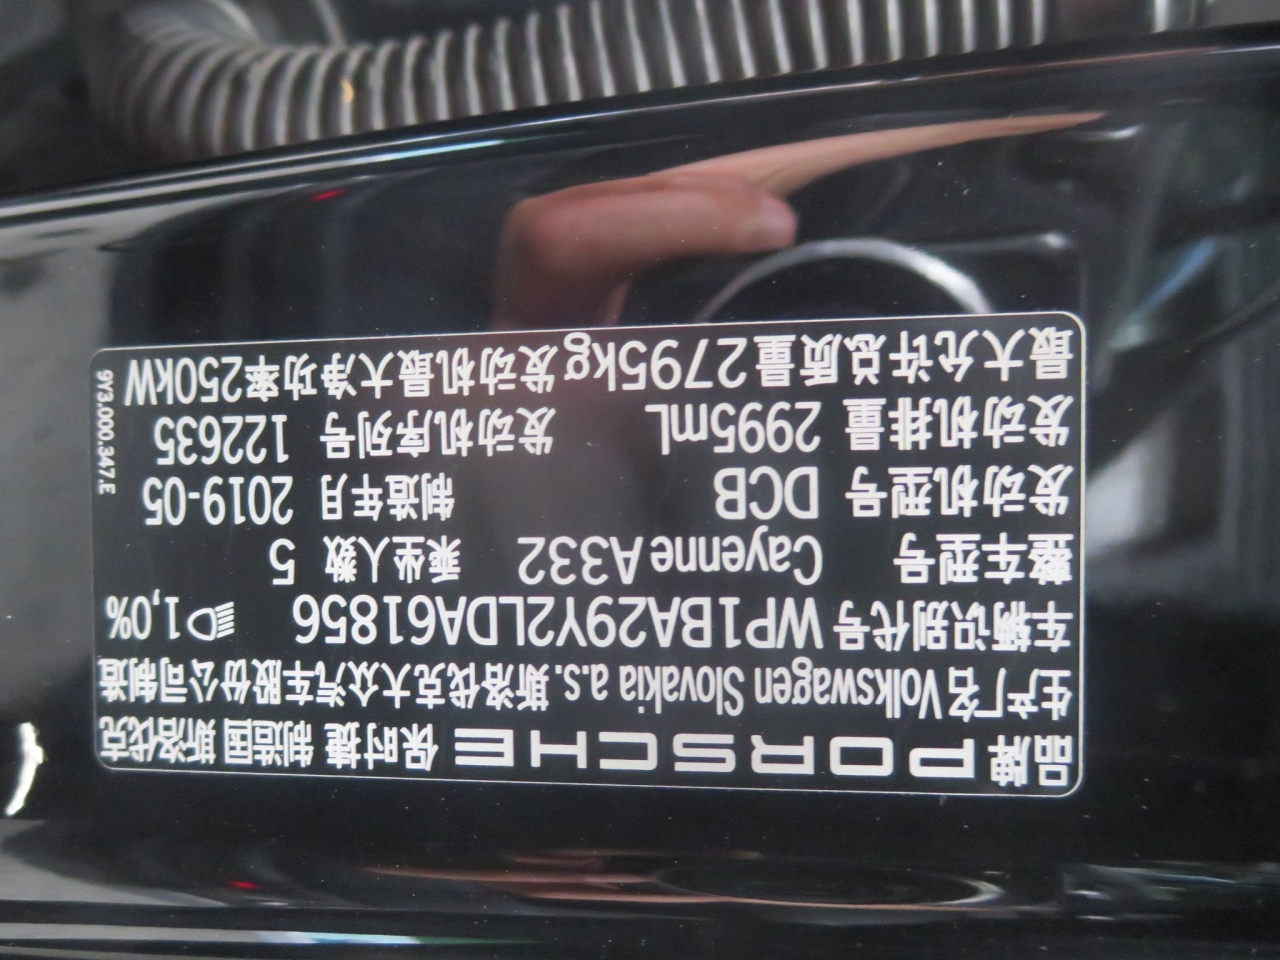 品牌 PORSCHE 保时捷 制造国 斯洛伐克
生产厂名 Volkswagen Slovakia a.s. 斯洛伐克大众汽车股份公司制造
车辆识别代号 WP1BA29Y2LDA61856 1,0%
整车型号 Cayenne A332 乘坐人数 5
发动机型号 DCB 制造年月 2019-05
发动机排量 2995mL 发动机序列号 122635
最大允许总质量 2795kg 发动机最大净功率 250kW
9Y3.000.347.E